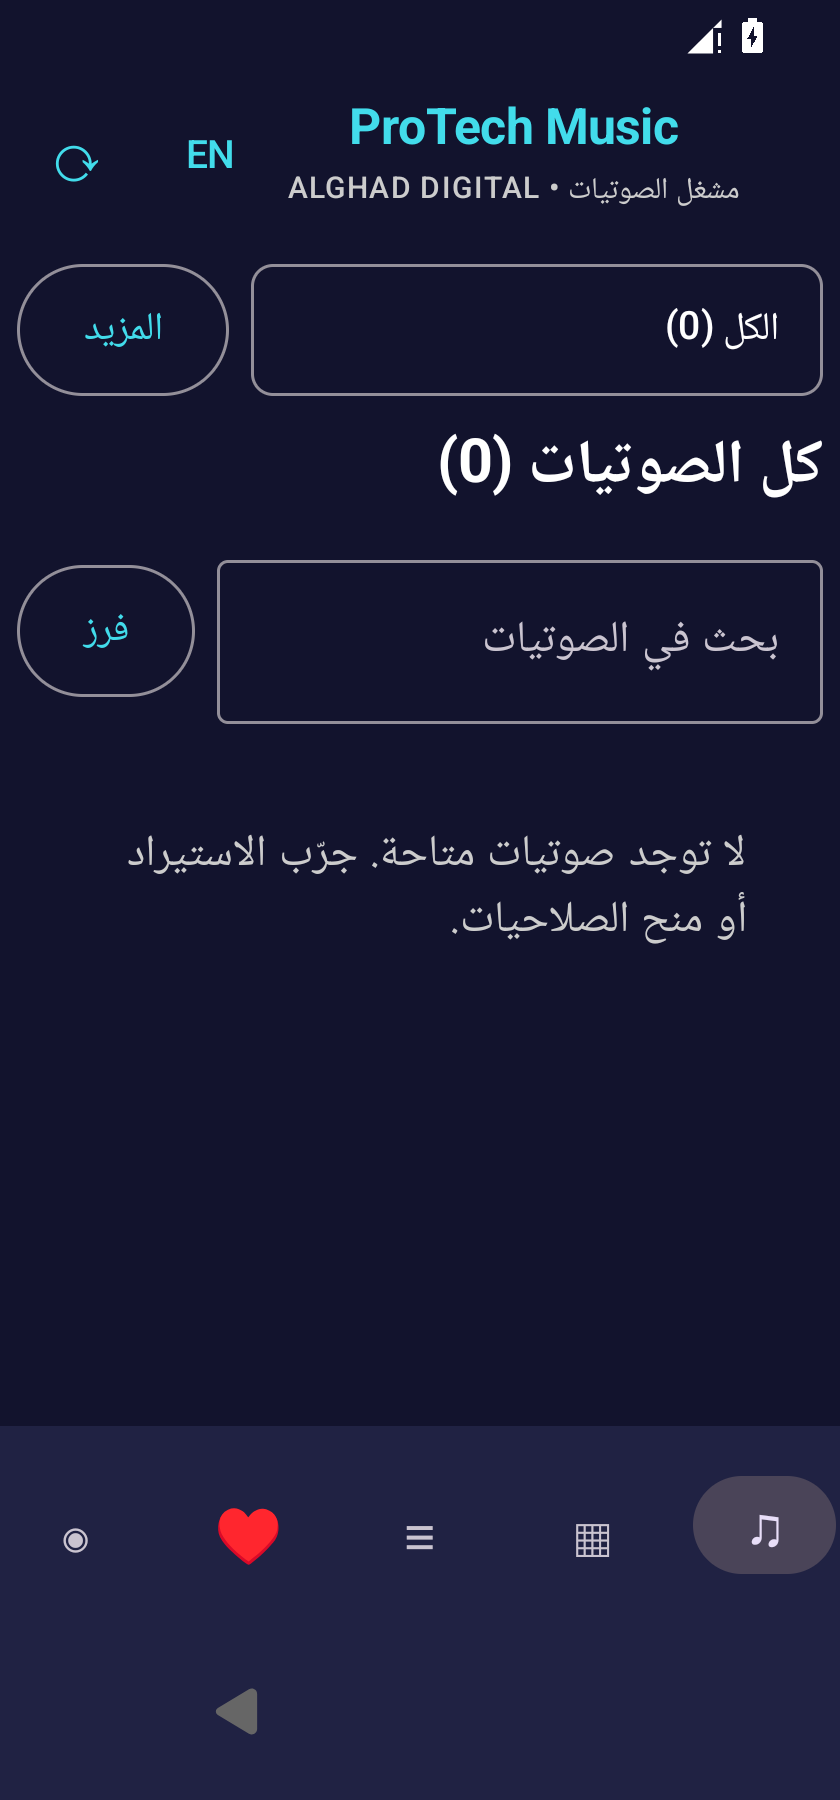 ProTech Music
EN
مشغل الصوتيات • ALGHAD DIGITAL
الكل (0)
المزيد
كل الصوتيات (0)
بحث في الصوتيات
فرز
لا توجد صوتيات متاحة. جرّب الاستيراد
أو منح الصلاحيات.